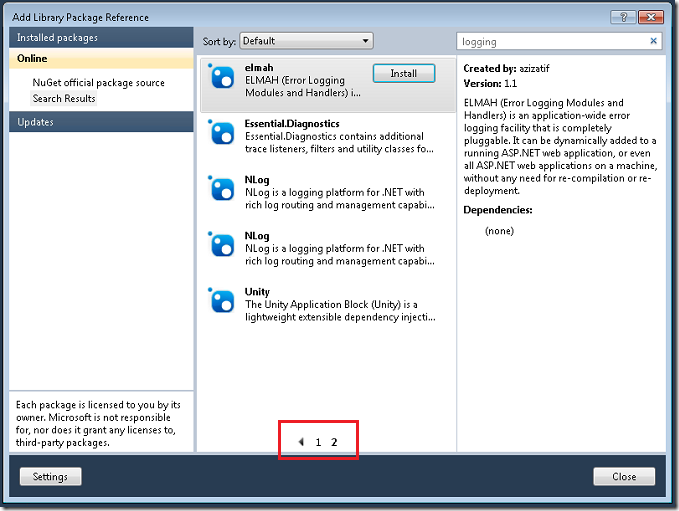 Add Library Package Reference
Installed packages
Online
NuGet official package source
Search Results
Updates
Each package is licensed to you by its
owner. Microsoft is not responsible
for, nor does it grant any licenses to,
third-party packages.
Settings
Sort by: Default
elmah
ELMAH (Error Logging
Modules and Handlers) i...
Install
Essential.Diagnostics
Essential.Diagnostics contains additional
trace listeners, filters and utility classes fo...
NLog
NLog is a logging platform for .NET with
rich log routing and management capabi...
NLog
NLog is a logging platform for .NET with
rich log routing and management capabi...
Unity
The Unity Application Block (Unity) is a
lightweight extensible dependency injecti...
1 2
logging
Created by: azizatif
Version: 1.1
ELMAH (Error Logging Modules and
Handlers) is an application-wide error
logging facility that is completely
pluggable. It can be dynamically added to a
running ASP.NET web application, or even
all ASP.NET web applications on a machine,
without any need for re-compilation or re-
deployment.
Dependencies:
(none)
Close